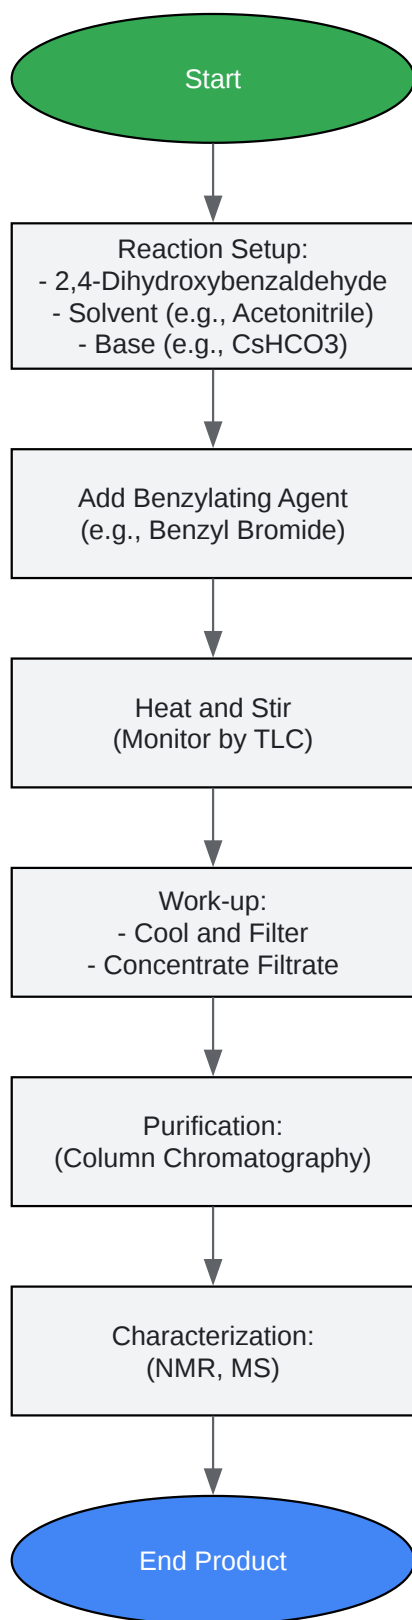 Start
Reaction Setup:
- 2,4-Dihydroxybenzaldehyde
- Solvent (e.g., Acetonitrile)
- Base (e.g., CsHCO3)
Add Benzylating Agent
(e.g., Benzyl Bromide)
Heat and Stir
(Monitor by TLC)
Work-up:
- Cool and Filter
- Concentrate Filtrate
Purification:
(Column Chromatography)
Characterization:
(NMR, MS)
End Product